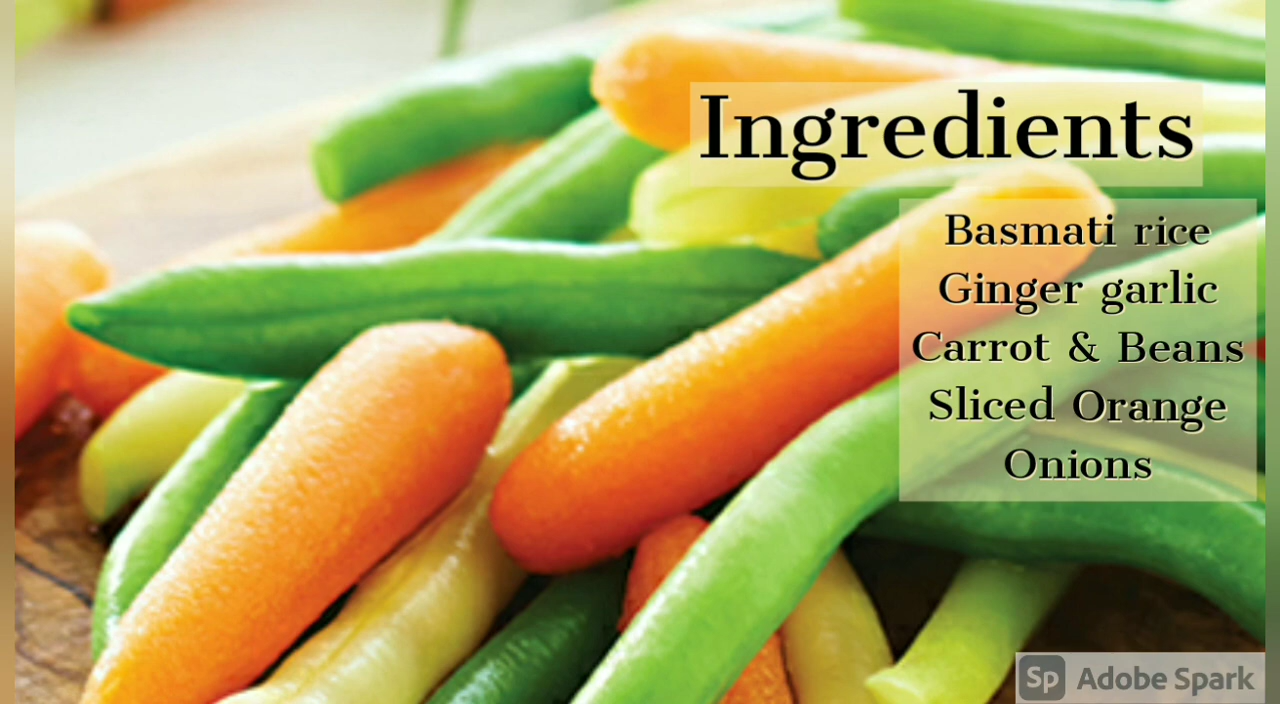 Ingredients
Basmati rice
Ginger garlic
Carrot & Beans
Sliced Orange
Onions
Sp Adobe Spark